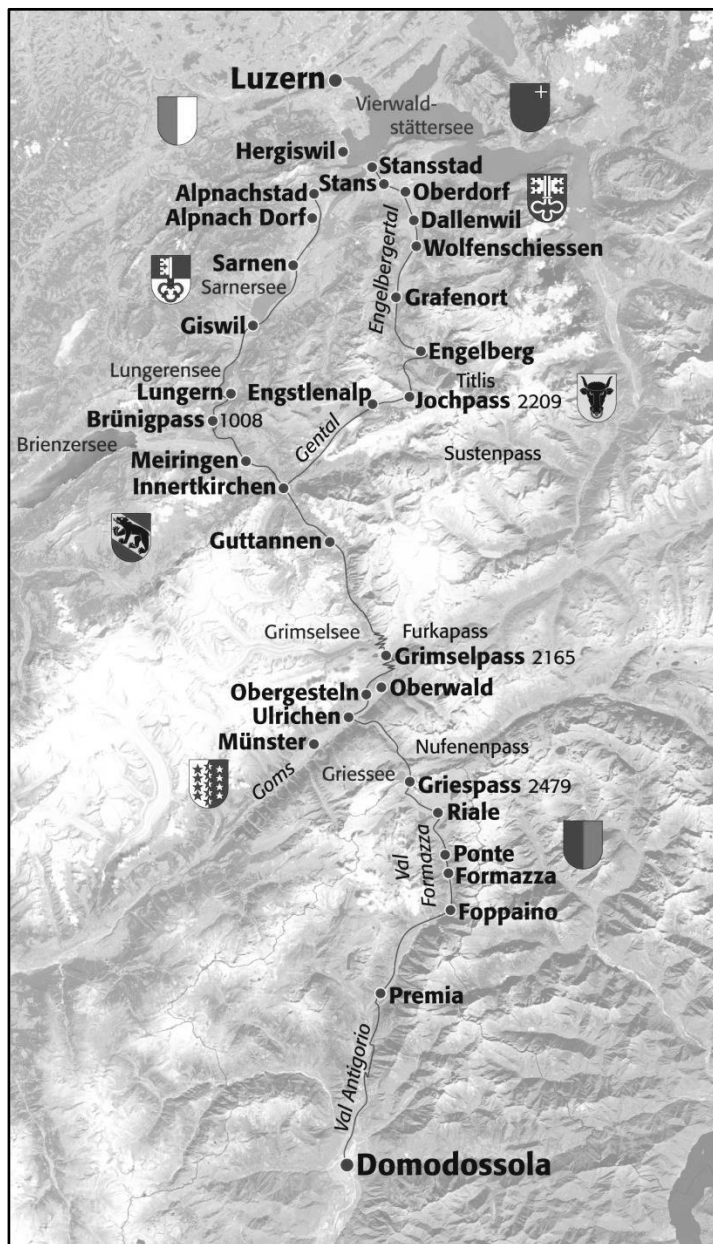 Luzern
Vierwald-
stättersee
Hergiswil
Stansstad
Stans
Alpnachstad
Oberdorf
Alpnach Dorf
Dallenwil
Wolfenschiessen
Engelbergertal
Sarnen
Sarnersee
Grafenort
Giswil
Engelberg
Lungerensee
Titlis
Lungern
Engstlenalp
Jochpass 2209
Brünigpass 1008
Gental
Brienzersee
Sustenpass
Meiringen
Innertkirchen
Guttannen
Grimselsee
Furkapass
Grimselpass 2165
Obergesteln
Oberwald
Ulrichen
Münster
Nufenenpass
Goms
Griessee
Griespass 2479
Riale
Val
Formazza
Ponte
Formazza
Foppaino
Premia
Val Antigorio
Domodossola